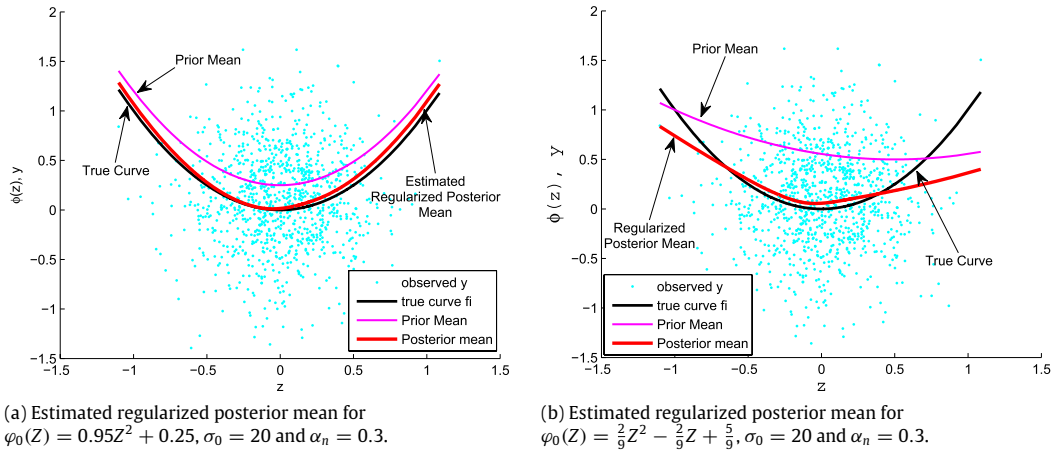 2
1.5
1
0.5
0
−0.5
−1
−1.5
−1.5 −1 −0.5 0 0.5 1 1.5
z
ϕ(z), y
Prior Mean
True Curve
Estimated
Regularized Posterior
Mean
observed y
true curve fi
Prior Mean
Posterior mean
(a) Estimated regularized posterior mean for
φ₀(Z) = 0.95Z² + 0.25, σ₀ = 20 and αₙ = 0.3.
2
1.5
1
0.5
0
−0.5
−1
−1.5
−1.5 −1 −0.5 0 0.5 1 1.5
z
ϕ(z), y
Prior Mean
Regularized
Posterior Mean
True Curve
observed y
true curve fi
Prior Mean
Posterior mean
(b) Estimated regularized posterior mean for
φ₀(Z) = 2/9 Z² − 2/9 Z + 5/9, σ₀ = 20 and αₙ = 0.3.